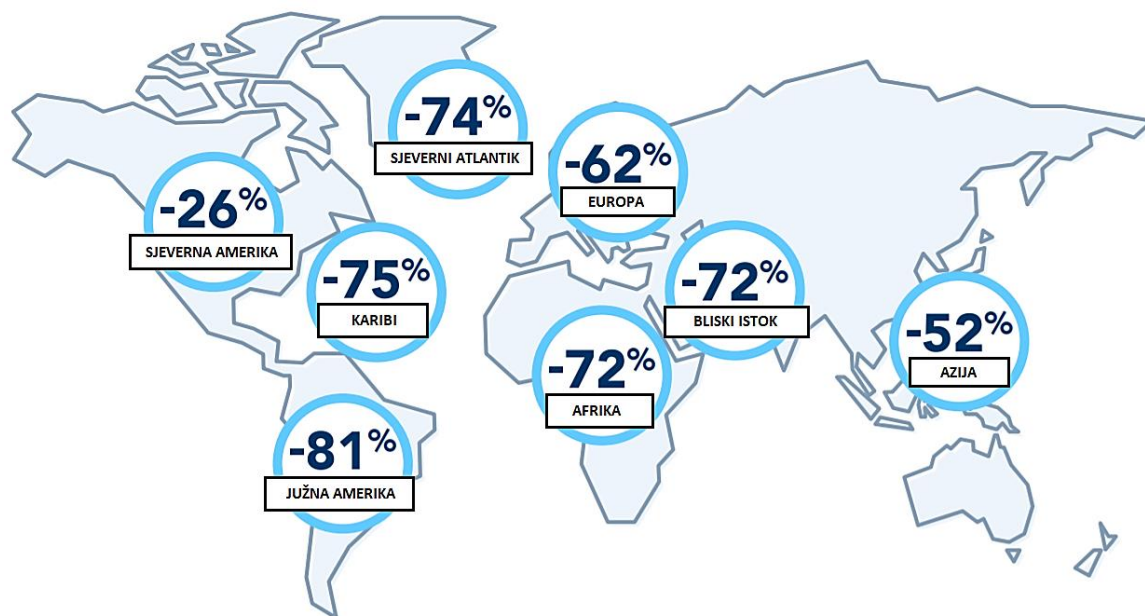 -74%
SJEVERNI ATLANTIK
-62%
EUROPA
-26%
SJEVERNA AMERIKA
-75%
KARIBI
-72%
BLISKI ISTOK
-52%
AZIJA
-72%
AFRIKA
-81%
JUŽNA AMERIKA